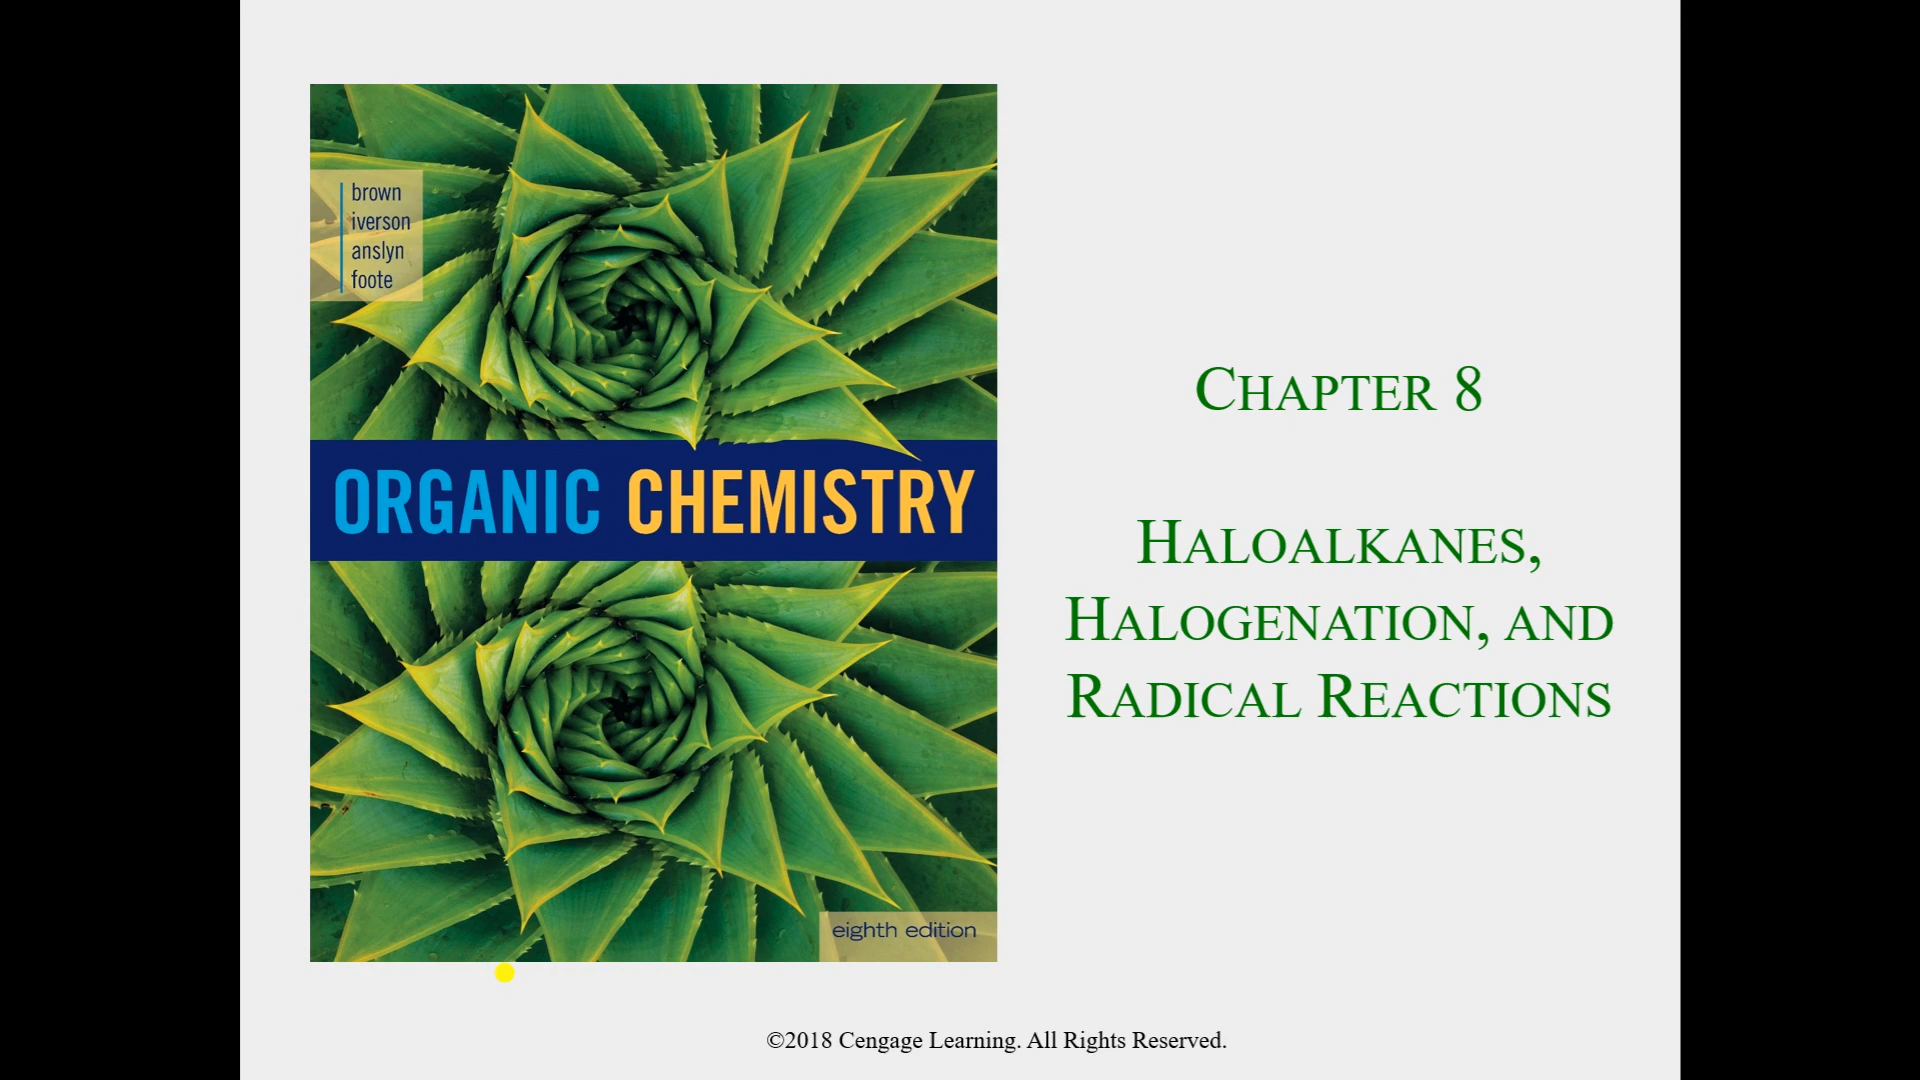 brown
iverson
anslyn
foote
ORGANIC CHEMISTRY
eighth edition
CHAPTER 8
HALOALKANES,
HALOGENATION, AND
RADICAL REACTIONS
©2018 Cengage Learning. All Rights Reserved.